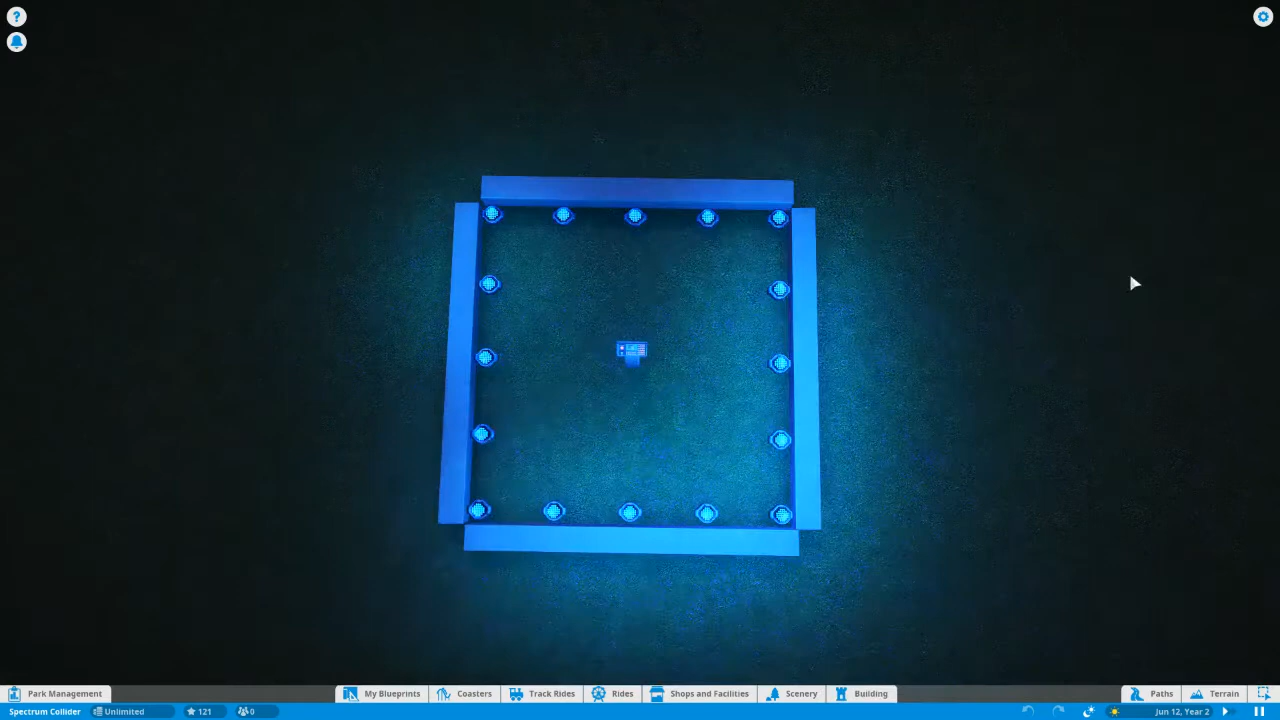 ?
Park Management
My Blueprints
Coasters
Track Rides
Rides
Shops and Facilities
Scenery
Building
Paths
Terrain
Spectrum Collider
Unlimited
121
0
Jun 12, Year 2